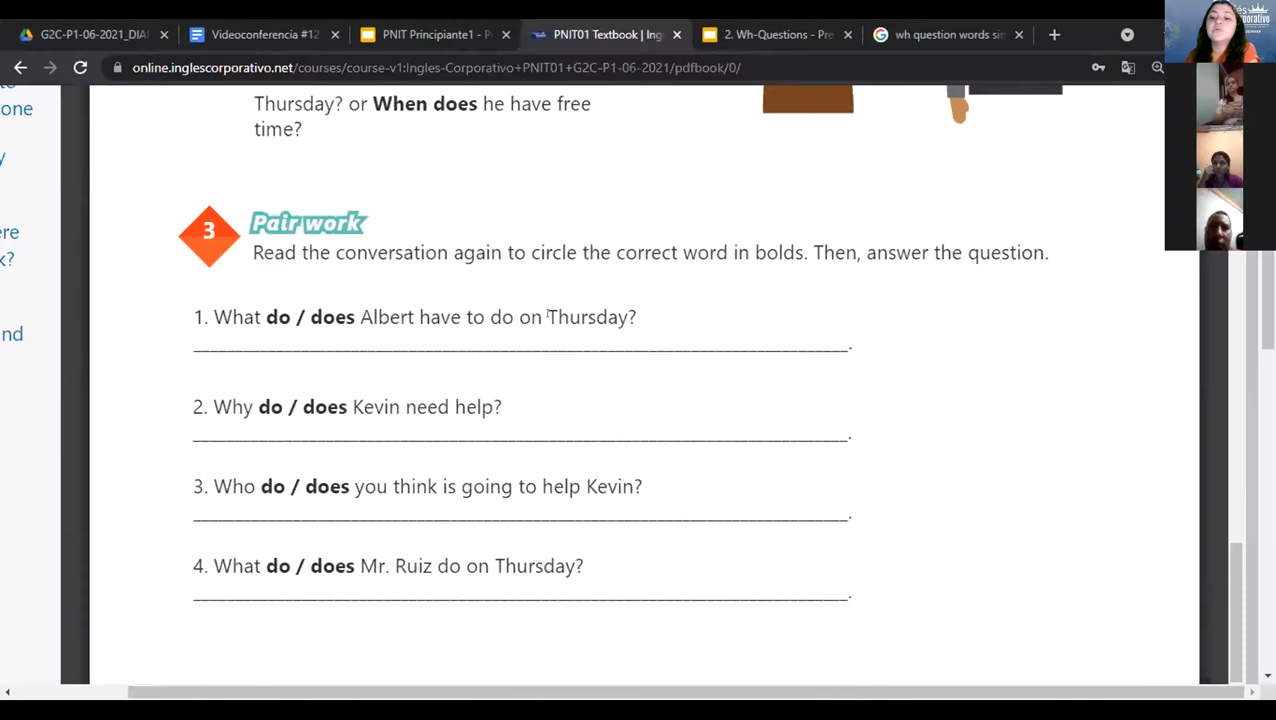 G2C-P1-06-2021_DIA
Videoconferencia #12
PNIT Principiante1 - P
PNIT01 Textbook | Ing
2. Wh-Questions - Pre
wh question words sim
online.inglescorporativo.net/courses/course-v1:Ingles-Corporativo+PNIT01+G2C-P1-06-2021/pdfbook/0/
one
y
ere
k?
nd
Thursday? or When does he have free
time?
3
Pair work
Read the conversation again to circle the correct word in bolds. Then, answer the question.
1. What do / does Albert have to do on Thursday?
2. Why do / does Kevin need help?
3. Who do / does you think is going to help Kevin?
4. What do / does Mr. Ruiz do on Thursday?